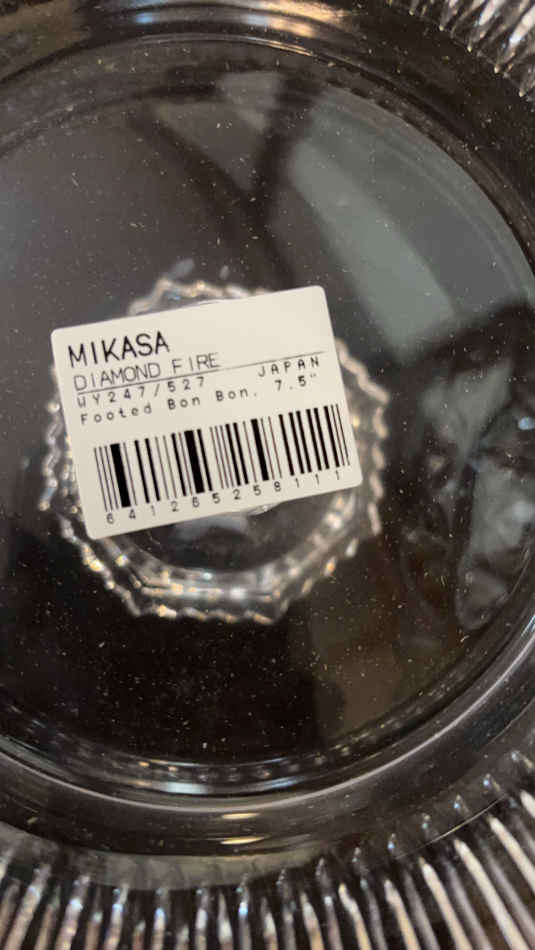 MIKASA
DIAMOND FIRE
WY247/527 JAPAN
Footed Bon Bon. 7.5"
641265258111